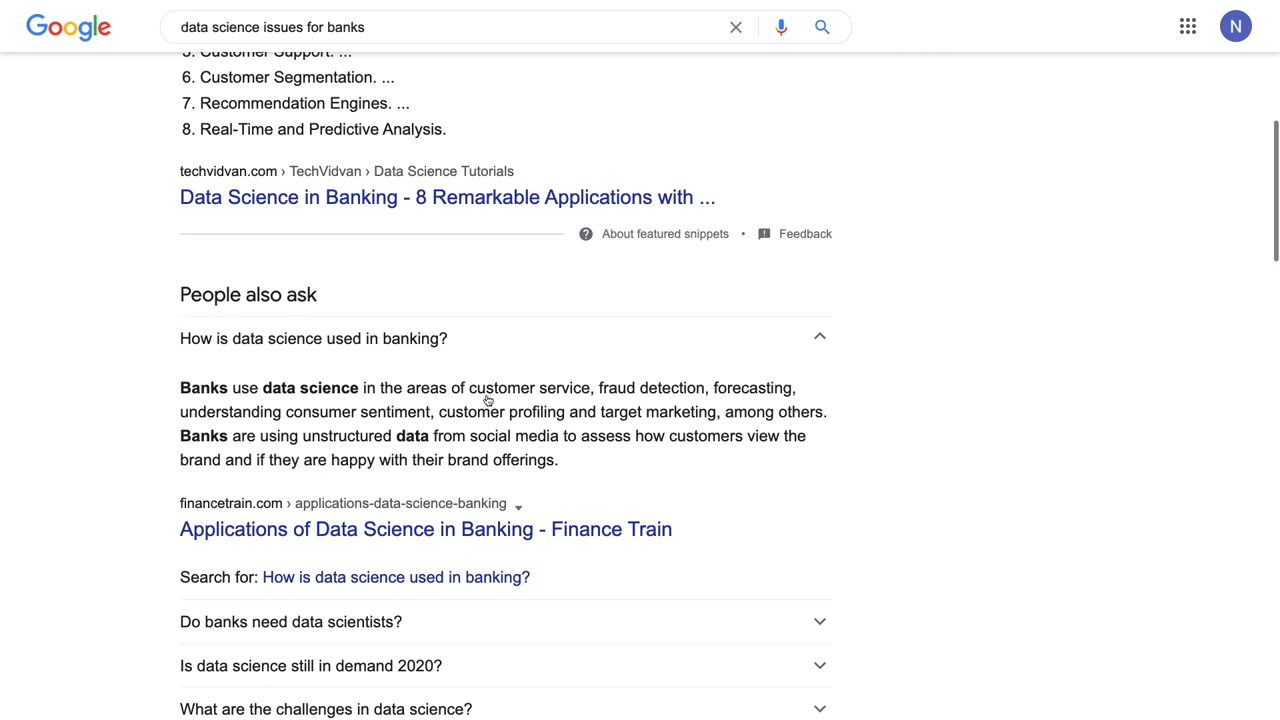 Google
data science issues for banks
N
5. Customer Support. ...
6. Customer Segmentation. ...
7. Recommendation Engines. ...
8. Real-Time and Predictive Analysis.
techvidvan.com › TechVidvan › Data Science Tutorials
Data Science in Banking - 8 Remarkable Applications with ...
About featured snippets • Feedback
People also ask
How is data science used in banking?
Banks use data science in the areas of customer service, fraud detection, forecasting,
understanding consumer sentiment, customer profiling and target marketing, among others.
Banks are using unstructured data from social media to assess how customers view the
brand and if they are happy with their brand offerings.
financetrain.com › applications-data-science-banking
Applications of Data Science in Banking - Finance Train
Search for: How is data science used in banking?
Do banks need data scientists?
Is data science still in demand 2020?
What are the challenges in data science?